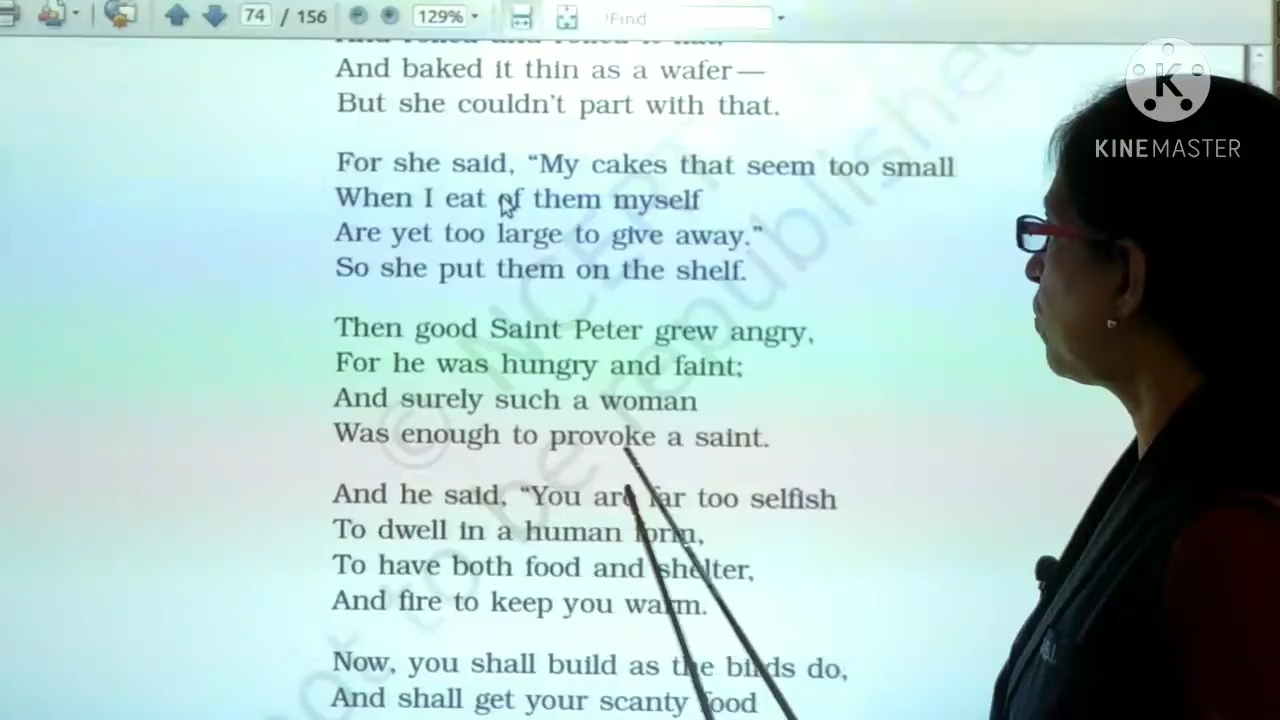 74 / 156
129%
Find
And baked it thin as a wafer—
But she couldn't part with that.
For she said, “My cakes that seem too small
When I eat of them myself
Are yet too large to give away.”
So she put them on the shelf.
Then good Saint Peter grew angry,
For he was hungry and faint;
And surely such a woman
Was enough to provoke a saint.
And he said, “You are far too selfish
To dwell in a human form,
To have both food and shelter,
And fire to keep you warm.
Now, you shall build as the birds do,
And shall get your scanty food
© NCERT
not to be republished
KINEMASTER